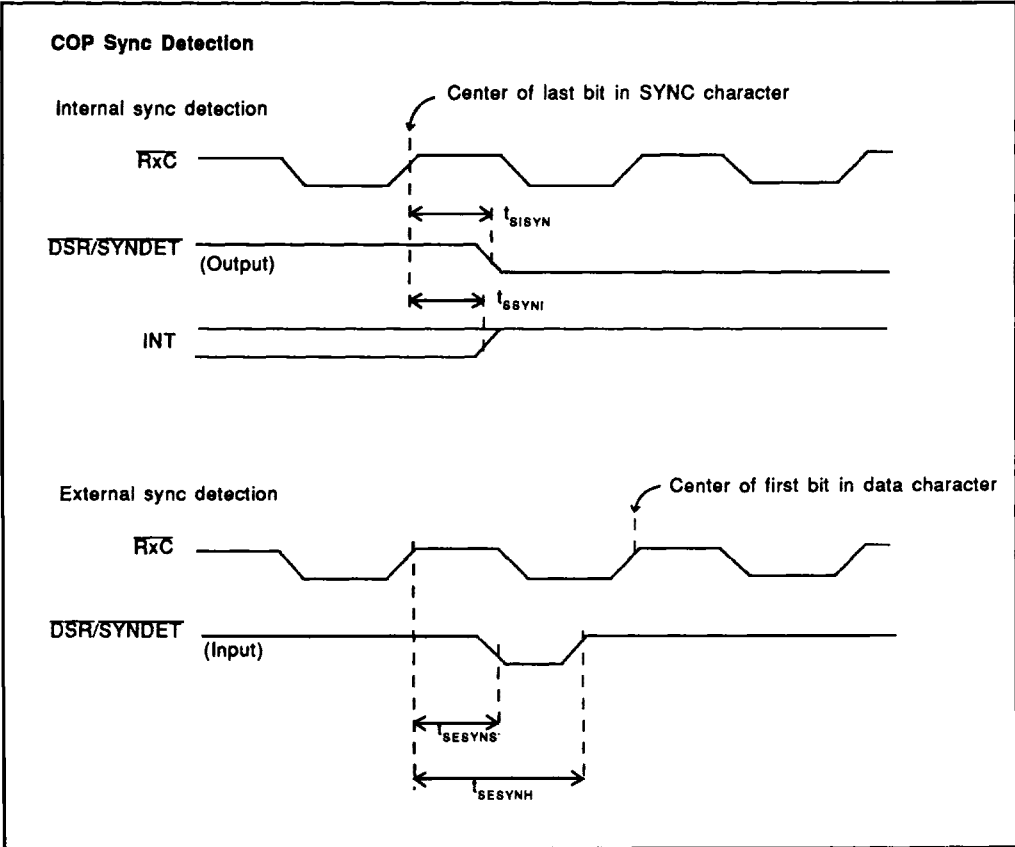 COP Sync Detection
Internal sync detection
Center of last bit in SYNC character
RxC
tSISYN
DSR/SYNDET
(Output)
tSSYNI
INT
External sync detection
Center of first bit in data character
RxC
DSR/SYNDET
(Input)
tSESYNS
tSESYNH